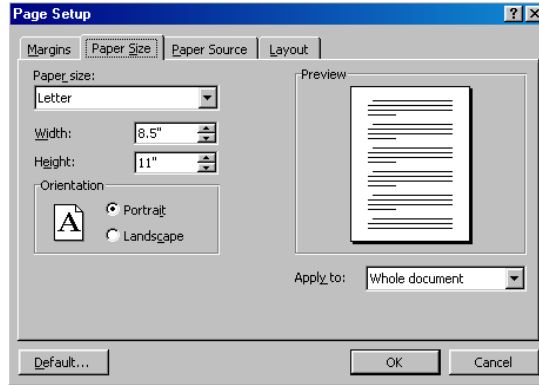 Page Setup
Margins Paper Size Paper Source Layout
Paper size:
Letter
Width: 8.5"
Height: 11"
Orientation
A
Portrait
Landscape
Preview
Apply to: Whole document
Default... OK Cancel